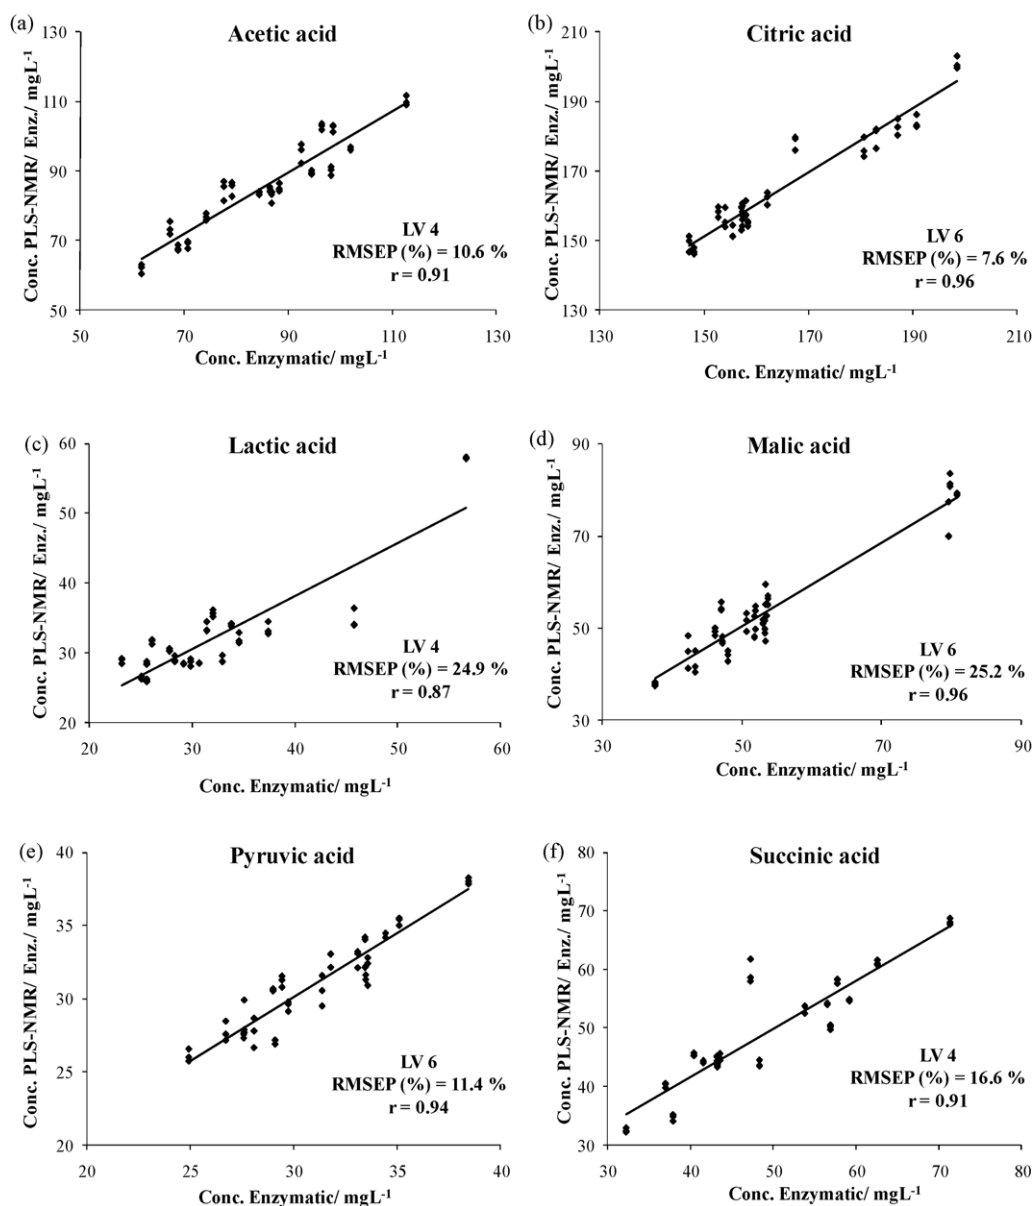 (a)
Acetic acid
Conc. PLS-NMR/ Enz./ mgL-1
130
110
90
70
50
50
70
90
110
130
LV 4
RMSEP (%) = 10.6 %
r = 0.91
Conc. Enzymatic/ mgL-1
(b)
Citric acid
Conc. PLS-NMR/ Enz./ mgL-1
210
190
170
150
130
130
150
170
190
210
LV 6
RMSEP (%) = 7.6 %
r = 0.96
Conc. Enzymatic/ mgL-1
(c)
Lactic acid
Conc. PLS-NMR/ Enz./ mgL-1
60
50
40
30
20
20
30
40
50
60
LV 4
RMSEP (%) = 24.9 %
r = 0.87
Conc. Enzymatic/ mgL-1
(d)
Malic acid
Conc. PLS-NMR/ Enz./ mgL-1
90
70
50
30
30
50
70
90
LV 6
RMSEP (%) = 25.2 %
r = 0.96
Conc. Enzymatic/ mgL-1
(e)
Pyruvic acid
Conc. PLS-NMR/ Enz./ mgL-1
40
35
30
25
20
20
25
30
35
40
LV 6
RMSEP (%) = 11.4 %
r = 0.94
Conc. Enzymatic/ mgL-1
(f)
Succinic acid
Conc. PLS-NMR/ Enz./ mgL-1
80
70
60
50
40
30
30
40
50
60
70
80
LV 4
RMSEP (%) = 16.6 %
r = 0.91
Conc. Enzymatic/ mgL-1